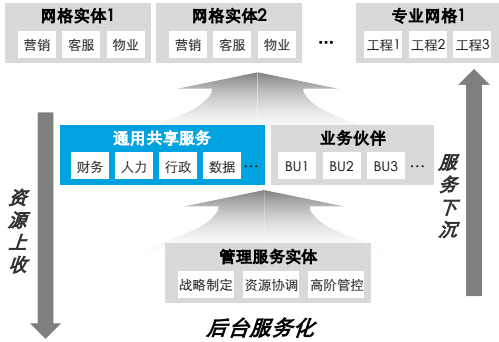 网格实体1 网格实体2 专业网格1
营销 客服 物业 营销 客服 物业 … 工程1 工程2 工程3
通用共享服务 业务伙伴
财务 人力 行政 数据 … BU1 BU2 BU3 …
资源上收
服务下沉
管理服务实体
战略制定 资源协调 高阶管控
后台服务化